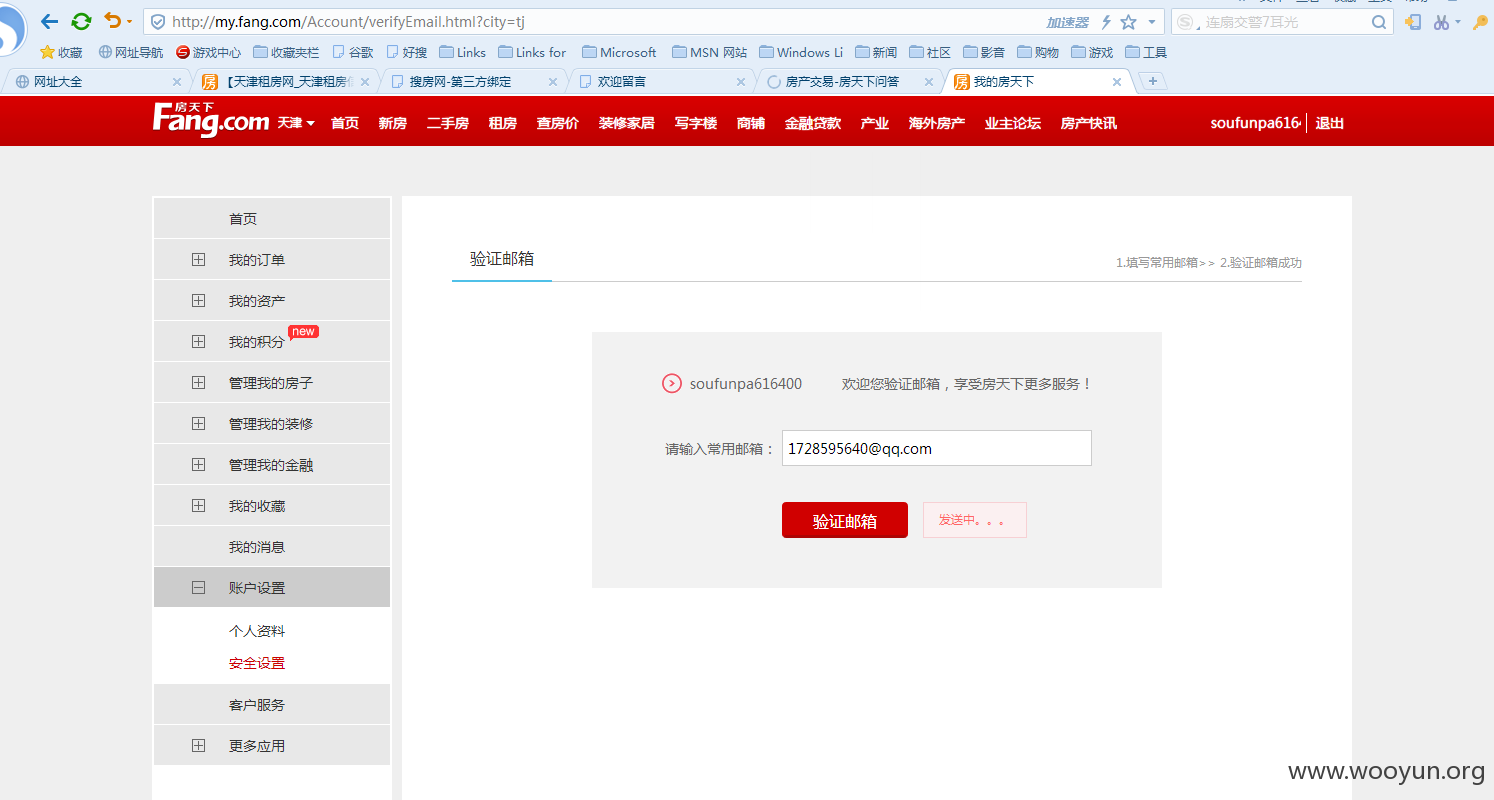 http://my.fang.com/Account/verifyEmail.html?city=tj
加速器
连扇交警7耳光
收藏 网址导航 游戏中心 收藏夹栏 谷歌 好搜 Links Links for Microsoft MSN 网站 Windows Li 新闻 社区 影音 购物 游戏 工具
网址大全 【天津租房网_天津租房 搜房网-第三方绑定 欢迎留言 房产交易-房天下问答 我的房天下
房天下
Fang.com 天津 首页 新房 二手房 租房 查房价 装修家居 写字楼 商铺 金融贷款 产业 海外房产 业主论坛 房产快讯 soufunpa616 退出
首页
我的订单
我的资产
我的积分 new
管理我的房子
管理我的装修
管理我的金融
我的收藏
我的消息
账户设置
个人资料
安全设置
客户服务
更多应用
验证邮箱
1.填写常用邮箱>> 2.验证邮箱成功
soufunpa616400 欢迎您验证邮箱，享受房天下更多服务！
请输入常用邮箱： 1728595640@qq.com
验证邮箱 发送中。。。
www.wooyun.org